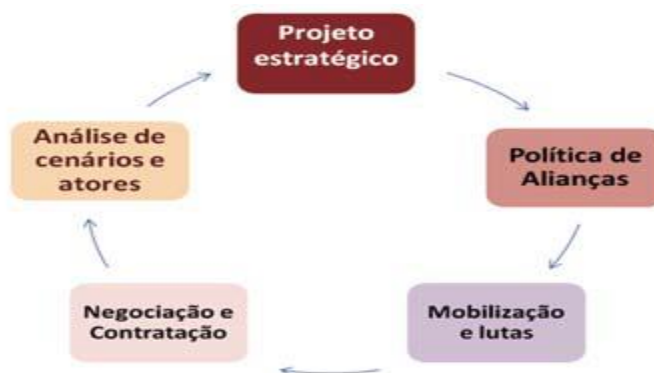 Projeto
estratégico
Política de
Alianças
Mobilização
e lutas
Negociação e
Contratação
Análise de
cenários e
atores